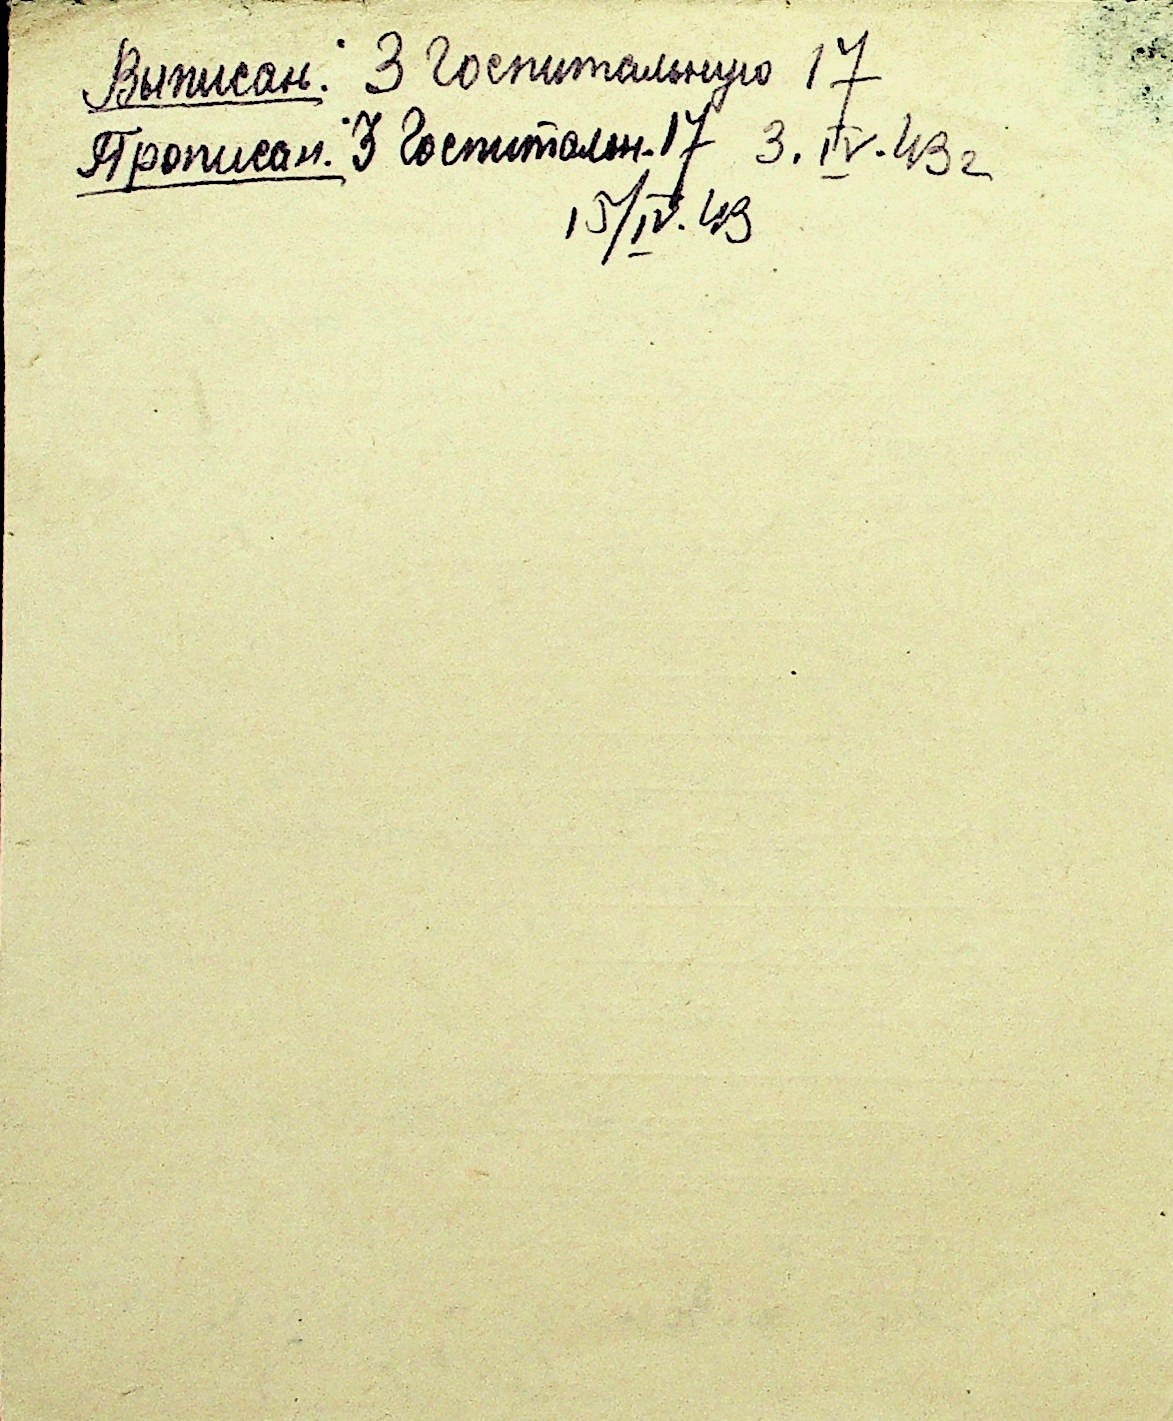 Выписан: 3 Госпитальную 17
Прописан: 3 Госпитальн. 17 3. IV. 43 г
15/IV. 43